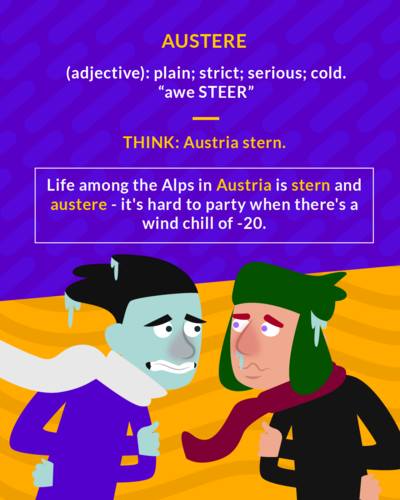 AUSTERE
(adjective): plain; strict; serious; cold.
“awe STEER”
THINK: Austria stern.
Life among the Alps in Austria is stern and
austere - it's hard to party when there's a
wind chill of -20.